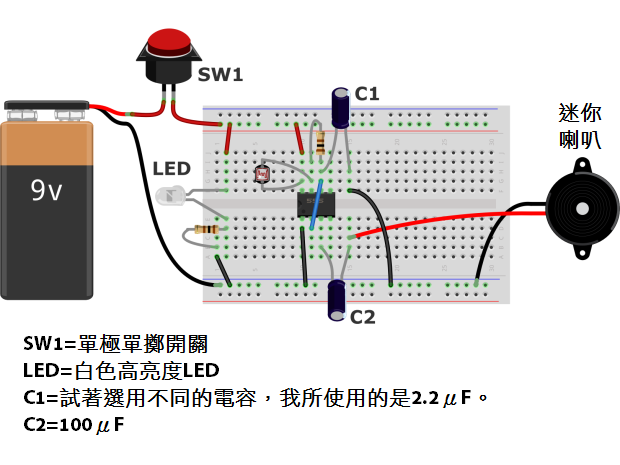 SW1
C1
迷你
喇叭
LED
9v
C2
SW1=單極單擲開關
LED=白色高亮度LED
C1=試著選用不同的電容，我所使用的是2.2μF。
C2=100μF